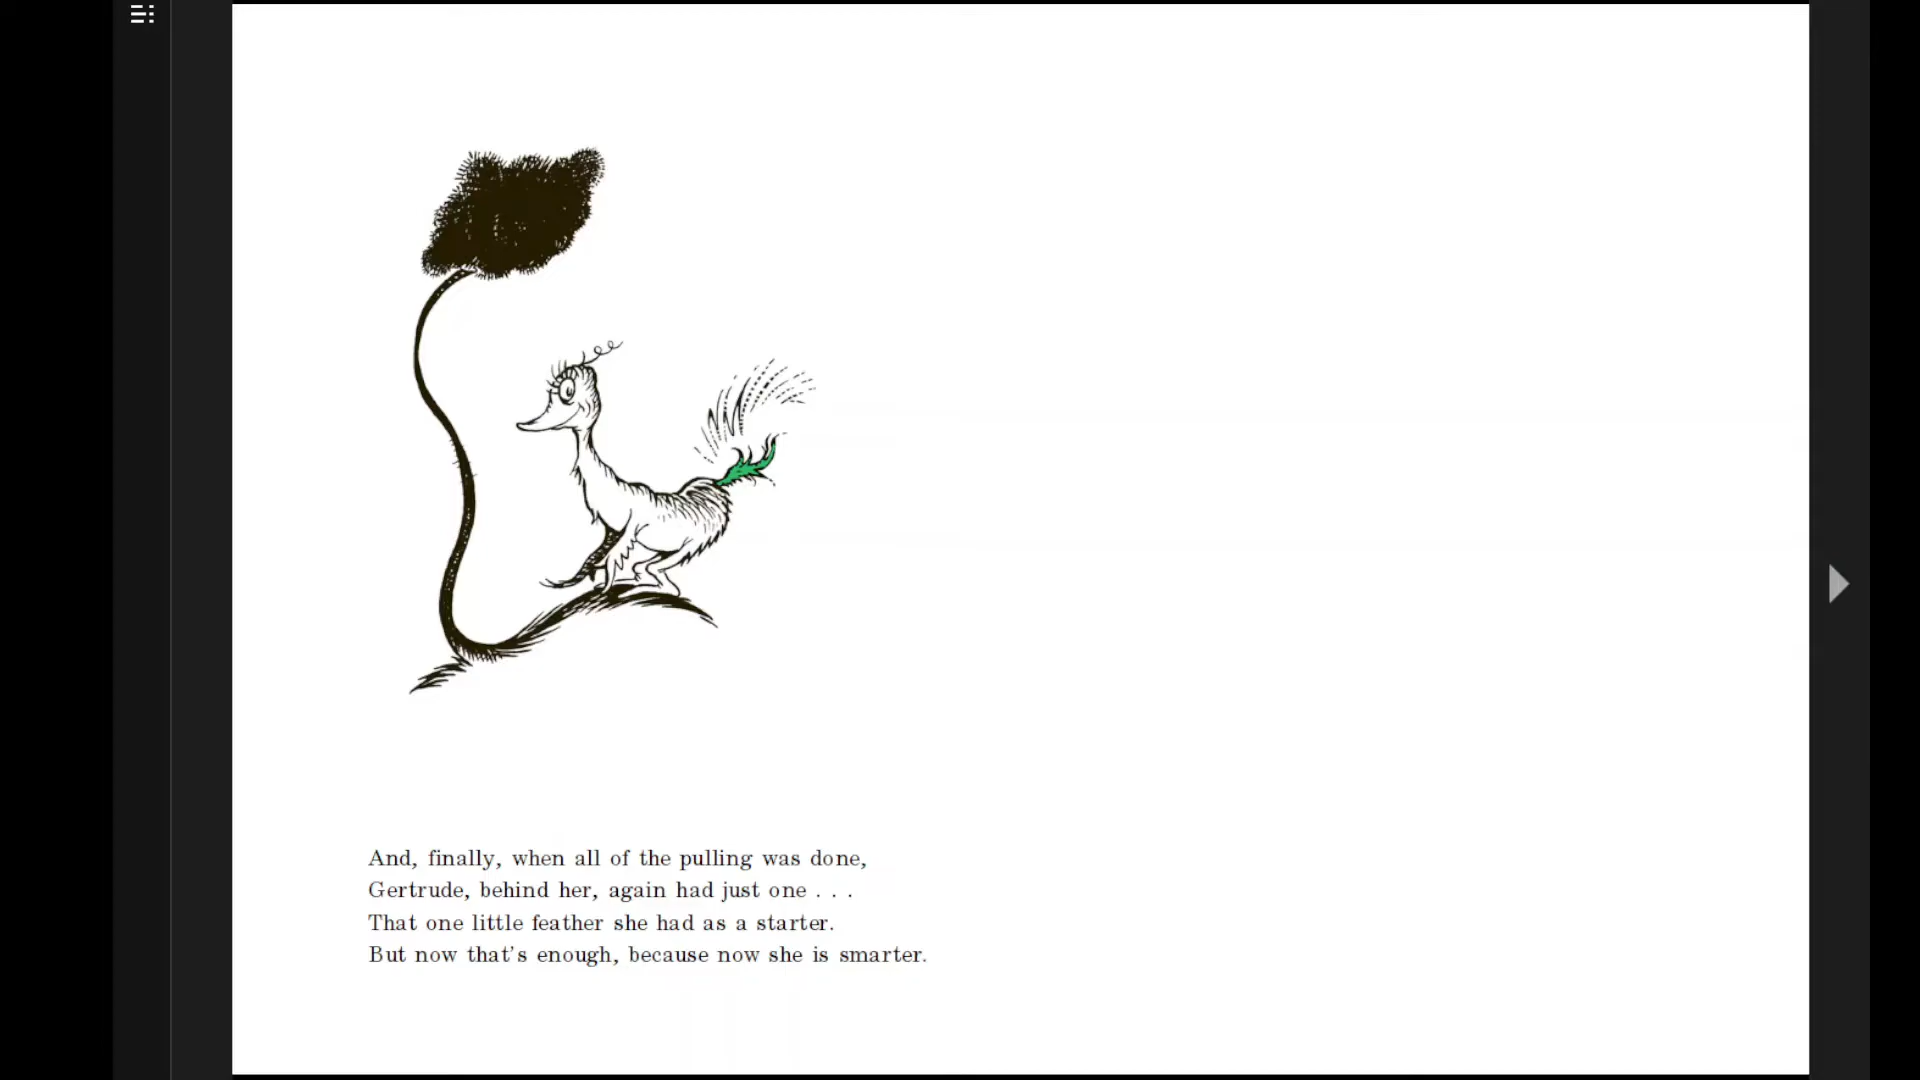 And, finally, when all of the pulling was done,
Gertrude, behind her, again had just one . . .
That one little feather she had as a starter.
But now that's enough, because now she is smarter.